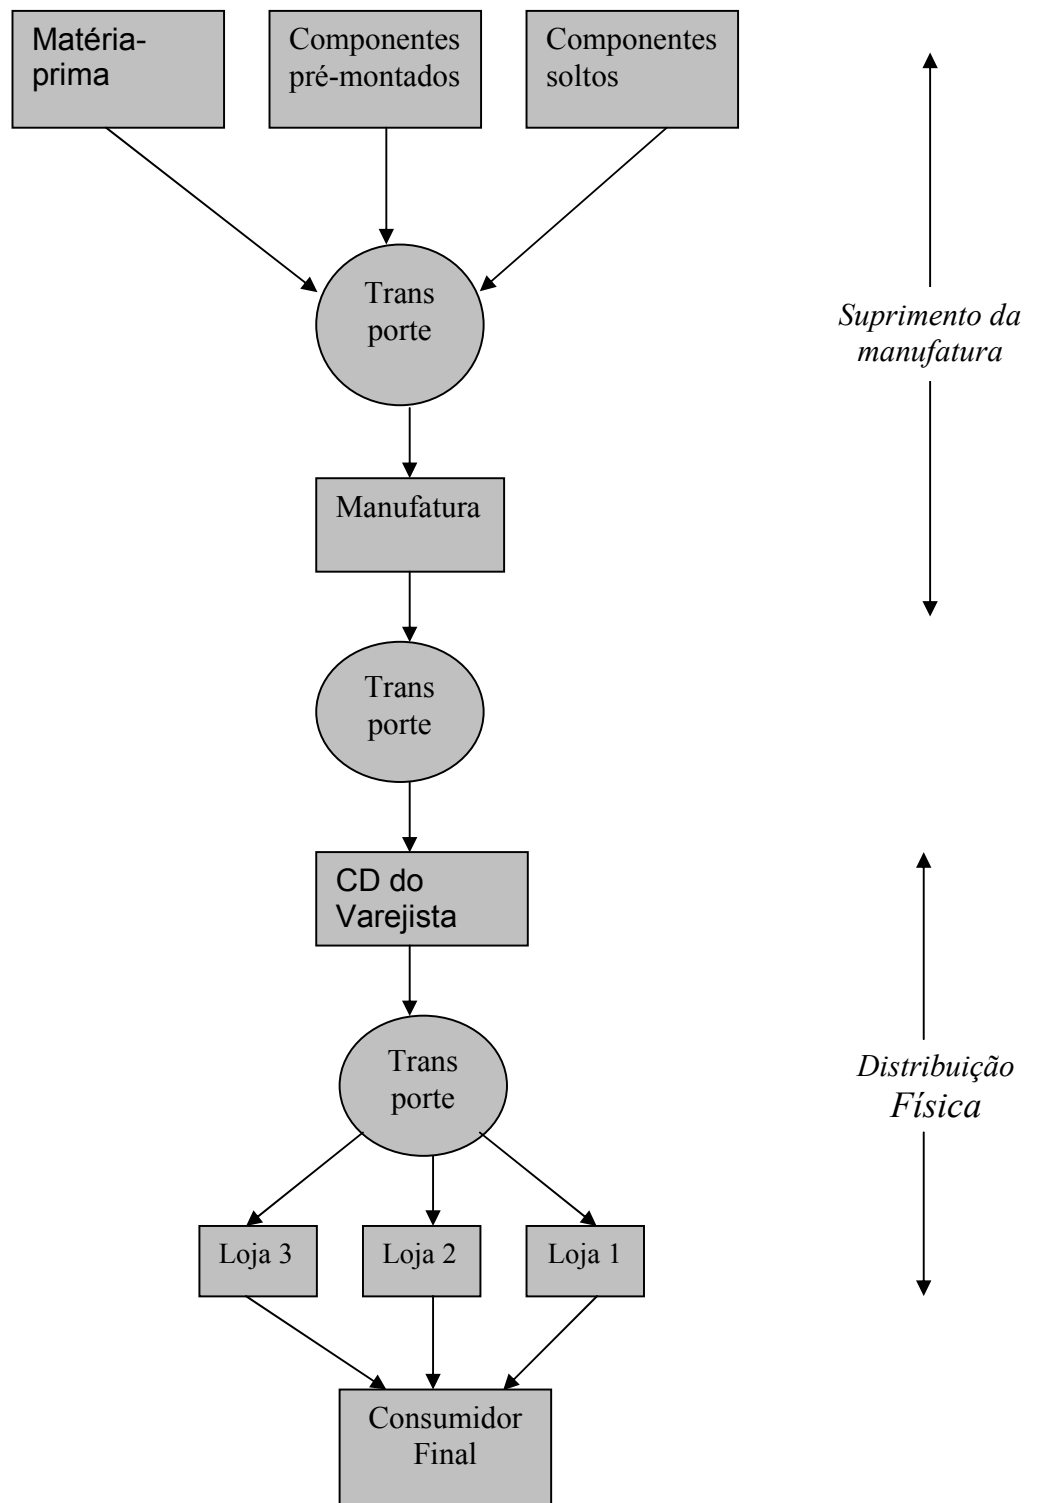 Matéria-
prima
Componentes
pré-montados
Componentes
soltos
Trans
porte
Suprimento da
manufatura
Manufatura
Trans
porte
CD do
Varejista
Trans
porte
Distribuição
Física
Loja 3
Loja 2
Loja 1
Consumidor
Final